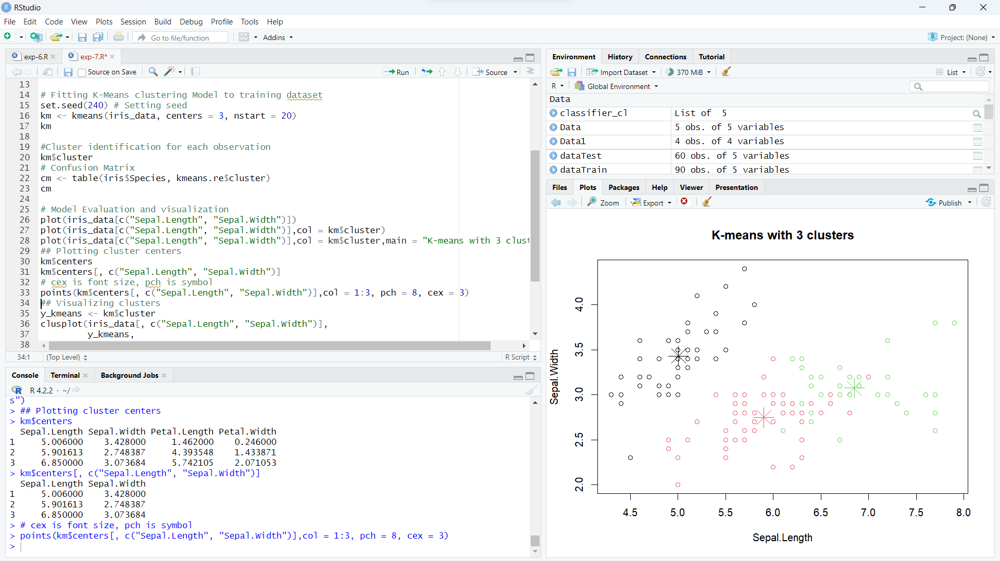 RStudio
File Edit Code View Plots Session Build Debug Profile Tools Help
Go to file/function Addins Project: (None)
exp-6.R exp-7.R*
Source on Save Run Source
13
14 # Fitting K-Means clustering Model to training dataset
15 set.seed(240) # Setting seed
16 km <- kmeans(iris_data, centers = 3, nstart = 20)
17 km
18
19 #Cluster identification for each observation
20 km$cluster
21 # Confusion Matrix
22 cm <- table(iris$Species, kmeans.re$cluster)
23 cm
24
25 # Model Evaluation and visualization
26 plot(iris_data[c("Sepal.Length", "Sepal.Width")])
27 plot(iris_data[c("Sepal.Length", "Sepal.Width")],col = km$cluster)
28 plot(iris_data[c("Sepal.Length", "Sepal.Width")],col = km$cluster,main = "K-means with 3 clust
29 ## Plotting cluster centers
30 km$centers
31 km$centers[, c("Sepal.Length", "Sepal.Width")]
32 # cex is font size, pch is symbol
33 points(km$centers[, c("Sepal.Length", "Sepal.Width")],col = 1:3, pch = 8, cex = 3)
34 ## Visualizing clusters
35 y_kmeans <- km$cluster
36 clusplot(iris_data[, c("Sepal.Length", "Sepal.Width")],
37 y_kmeans,
38
34:1 (Top Level) R Script
Console Terminal Background Jobs
R 4.2.2 · ~/
s")
> ## Plotting cluster centers
> km$centers
Sepal.Length Sepal.Width Petal.Length Petal.Width
1 5.006000 3.428000 1.462000 0.246000
2 5.901613 2.748387 4.393548 1.433871
3 6.850000 3.073684 5.742105 2.071053
> km$centers[, c("Sepal.Length", "Sepal.Width")]
Sepal.Length Sepal.Width
1 5.006000 3.428000
2 5.901613 2.748387
3 6.850000 3.073684
> # cex is font size, pch is symbol
> points(km$centers[, c("Sepal.Length", "Sepal.Width")],col = 1:3, pch = 8, cex = 3)
>
Environment History Connections Tutorial
Import Dataset 370 MiB List
R Global Environment
Data
classifier_cl List of 5
Data 5 obs. of 5 variables
Data1 4 obs. of 4 variables
dataTest 60 obs. of 5 variables
dataTrain 90 obs. of 5 variables
Files Plots Packages Help Viewer Presentation
Zoom Export Publish
K-means with 3 clusters
4.0
3.5
3.0
2.5
2.0
Sepal.Width
4.5 5.0 5.5 6.0 6.5 7.0 7.5 8.0
Sepal.Length